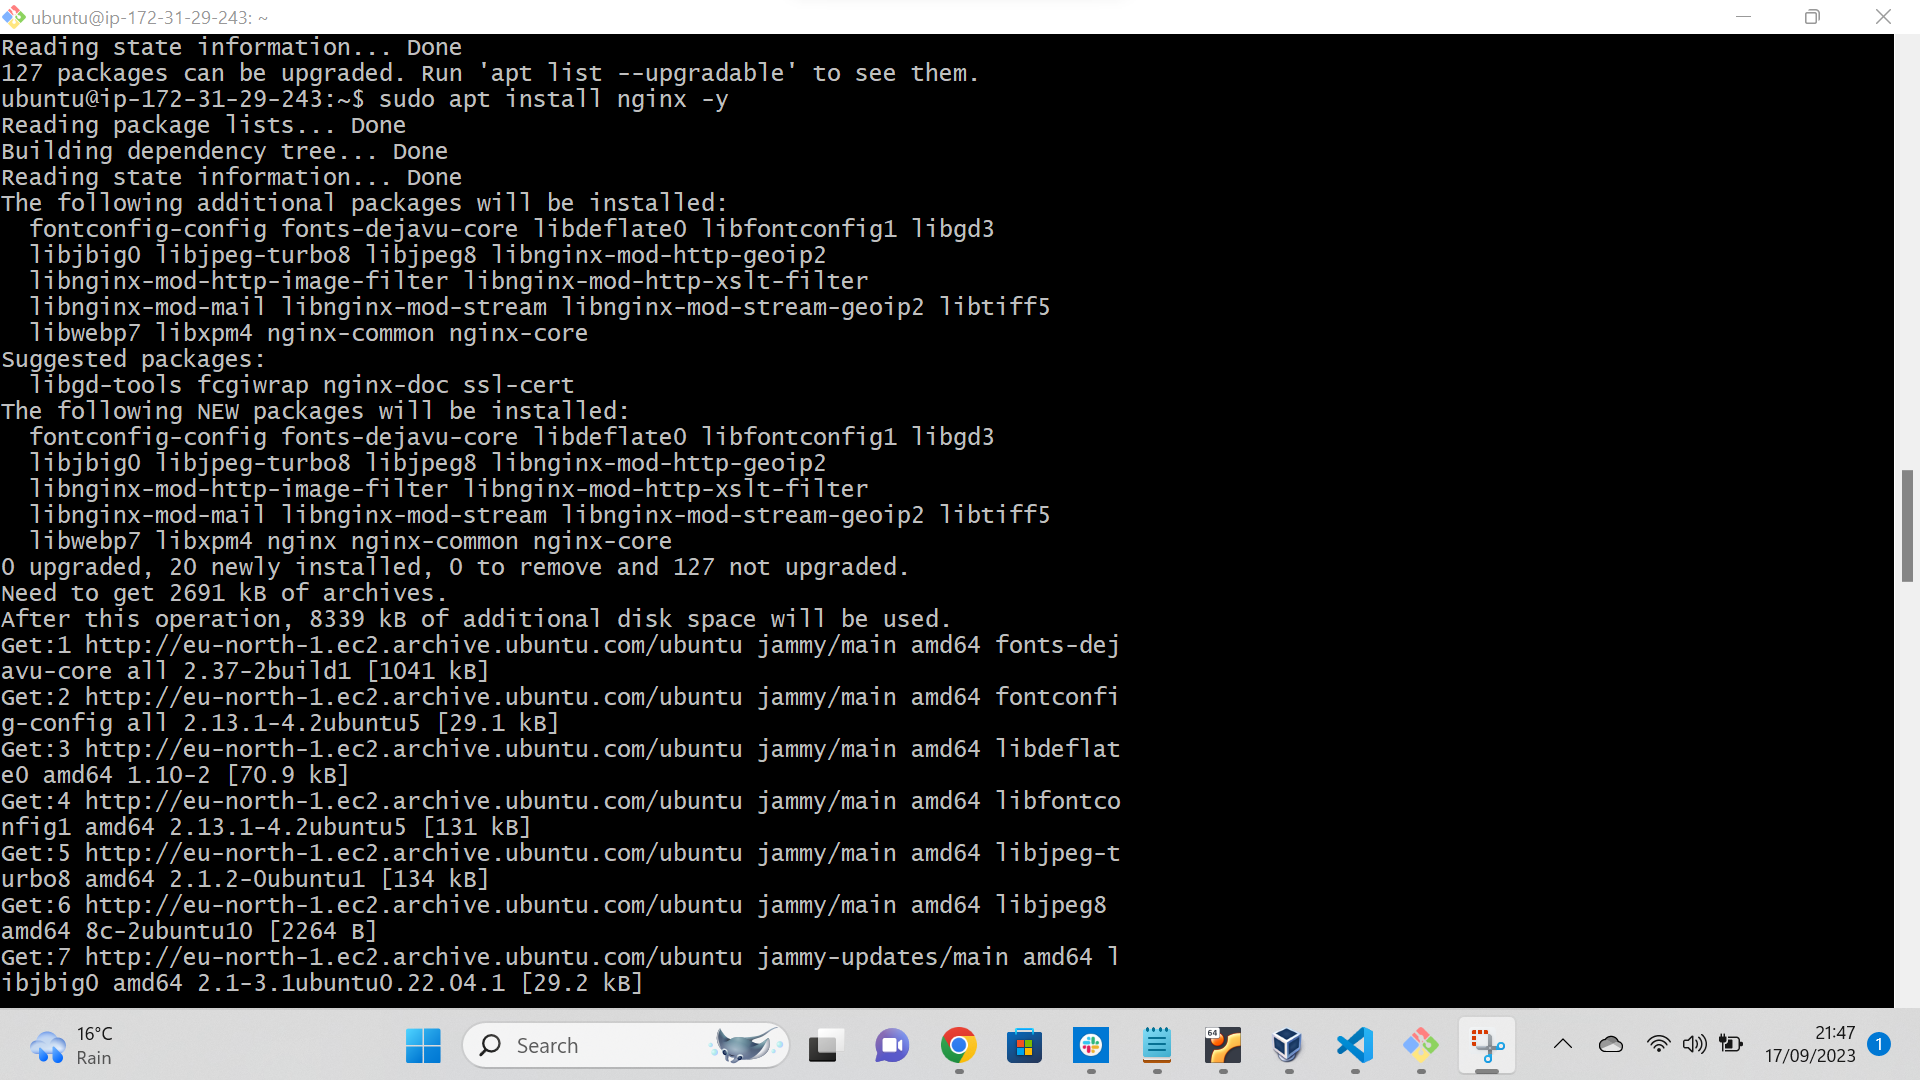 ubuntu@ip-172-31-29-243: ~
Reading state information... Done
127 packages can be upgraded. Run 'apt list --upgradable' to see them.
ubuntu@ip-172-31-29-243:~$ sudo apt install nginx -y
Reading package lists... Done
Building dependency tree... Done
Reading state information... Done
The following additional packages will be installed:
  fontconfig-config fonts-dejavu-core libdeflate0 libfontconfig1 libgd3
  libjbig0 libjpeg-turbo8 libjpeg8 libnginx-mod-http-geoip2
  libnginx-mod-http-image-filter libnginx-mod-http-xslt-filter
  libnginx-mod-mail libnginx-mod-stream libnginx-mod-stream-geoip2 libtiff5
  libwebp7 libxpm4 nginx-common nginx-core
Suggested packages:
  libgd-tools fcgiwrap nginx-doc ssl-cert
The following NEW packages will be installed:
  fontconfig-config fonts-dejavu-core libdeflate0 libfontconfig1 libgd3
  libjbig0 libjpeg-turbo8 libjpeg8 libnginx-mod-http-geoip2
  libnginx-mod-http-image-filter libnginx-mod-http-xslt-filter
  libnginx-mod-mail libnginx-mod-stream libnginx-mod-stream-geoip2 libtiff5
  libwebp7 libxpm4 nginx nginx-common nginx-core
0 upgraded, 20 newly installed, 0 to remove and 127 not upgraded.
Need to get 2691 kB of archives.
After this operation, 8339 kB of additional disk space will be used.
Get:1 http://eu-north-1.ec2.archive.ubuntu.com/ubuntu jammy/main amd64 fonts-dej
avu-core all 2.37-2build1 [1041 kB]
Get:2 http://eu-north-1.ec2.archive.ubuntu.com/ubuntu jammy/main amd64 fontconfi
g-config all 2.13.1-4.2ubuntu5 [29.1 kB]
Get:3 http://eu-north-1.ec2.archive.ubuntu.com/ubuntu jammy/main amd64 libdeflat
e0 amd64 1.10-2 [70.9 kB]
Get:4 http://eu-north-1.ec2.archive.ubuntu.com/ubuntu jammy/main amd64 libfontco
nfig1 amd64 2.13.1-4.2ubuntu5 [131 kB]
Get:5 http://eu-north-1.ec2.archive.ubuntu.com/ubuntu jammy/main amd64 libjpeg-t
urbo8 amd64 2.1.2-0ubuntu1 [134 kB]
Get:6 http://eu-north-1.ec2.archive.ubuntu.com/ubuntu jammy/main amd64 libjpeg8
amd64 8c-2ubuntu10 [2264 B]
Get:7 http://eu-north-1.ec2.archive.ubuntu.com/ubuntu jammy-updates/main amd64 l
ibjbig0 amd64 2.1-3.1ubuntu0.22.04.1 [29.2 kB]
16°C
Rain
Search
64
21:47
17/09/2023
1